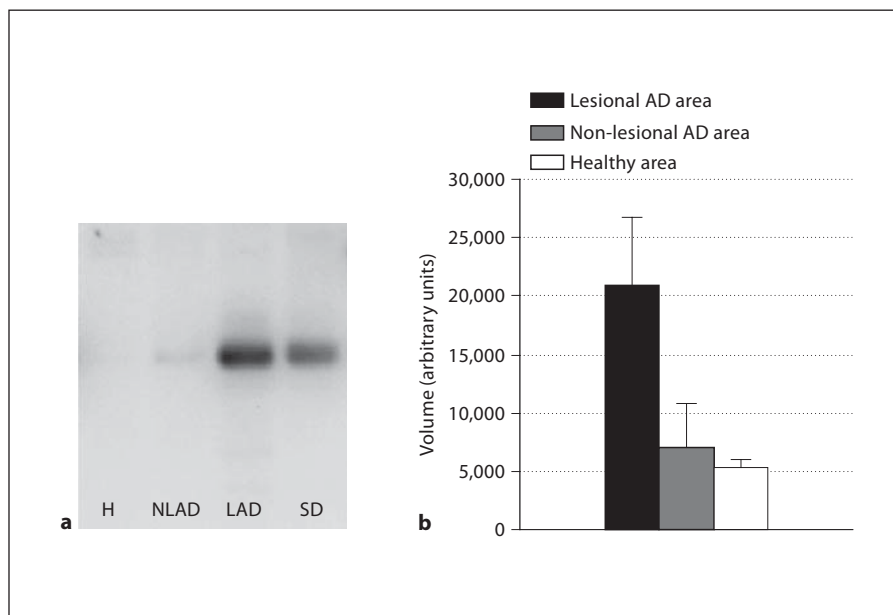 H NLAD LAD SD
a
Lesional AD area
Non-lesional AD area
Healthy area
30,000
25,000
20,000
15,000
10,000
5,000
0
Volume (arbitrary units)
b